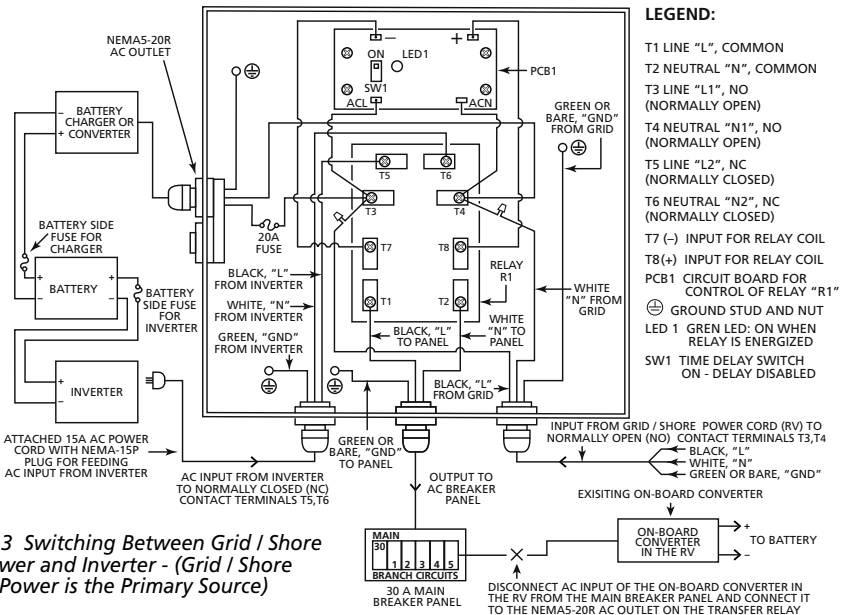 NEMA5-20R
AC OUTLET
BATTERY
CHARGER OR
CONVERTER
–
+
BATTERY SIDE
FUSE FOR
CHARGER
+
–
BATTERY
+
–
BATTERY
SIDE FUSE
FOR
INVERTER
+
–
INVERTER
ATTACHED 15A AC POWER
CORD WITH NEMA-15P
PLUG FOR FEEDING
AC INPUT FROM INVERTER
–
+
ON
SW1
LED1
ACL
ACN
PCB1
GREEN OR
BARE, "GND"
FROM GRID
T5
T6
T3
T4
20A
FUSE
T7
T8
T1
T2
RELAY
R1
BLACK, "L"
FROM INVERTER
WHITE, "N"
FROM INVERTER
GREEN, "GND"
FROM INVERTER
BLACK, "L"
TO PANEL
WHITE
"N" TO
PANEL
WHITE
"N" FROM
GRID
BLACK, "L"
FROM GRID
GREEN OR
BARE, "GND"
TO PANEL
AC INPUT FROM INVERTER
TO NORMALLY CLOSED (NC)
CONTACT TERMINALS T5,T6
OUTPUT TO
AC BREAKER
PANEL
INPUT FROM GRID / SHORE POWER CORD (RV) TO
NORMALLY OPEN (NO) CONTACT TERMINALS T3,T4
BLACK, "L"
WHITE, "N"
GREEN OR BARE, "GND"
EXISITING ON-BOARD CONVERTER
ON-BOARD
CONVERTER
IN THE RV
+
–
TO BATTERY
MAIN
30
1 2 3 4 5
BRANCH CIRCUITS
30 A MAIN
BREAKER PANEL
DISCONNECT AC INPUT OF THE ON-BOARD CONVERTER IN
THE RV FROM THE MAIN BREAKER PANEL AND CONNECT IT
TO THE NEMA5-20R AC OUTLET ON THE TRANSFER RELAY
3 Switching Between Grid / Shore
wer and Inverter - (Grid / Shore
Power is the Primary Source)
LEGEND:
T1 LINE "L", COMMON
T2 NEUTRAL "N", COMMON
T3 LINE "L1", NO
(NORMALLY OPEN)
T4 NEUTRAL "N1", NO
(NORMALLY OPEN)
T5 LINE "L2", NC
(NORMALLY CLOSED)
T6 NEUTRAL "N2", NC
(NORMALLY CLOSED)
T7 (–) INPUT FOR RELAY COIL
T8(+) INPUT FOR RELAY COIL
PCB1 CIRCUIT BOARD FOR
CONTROL OF RELAY "R1"
GROUND STUD AND NUT
LED 1 GREN LED: ON WHEN
RELAY IS ENERGIZED
SW1 TIME DELAY SWITCH
ON - DELAY DISABLED